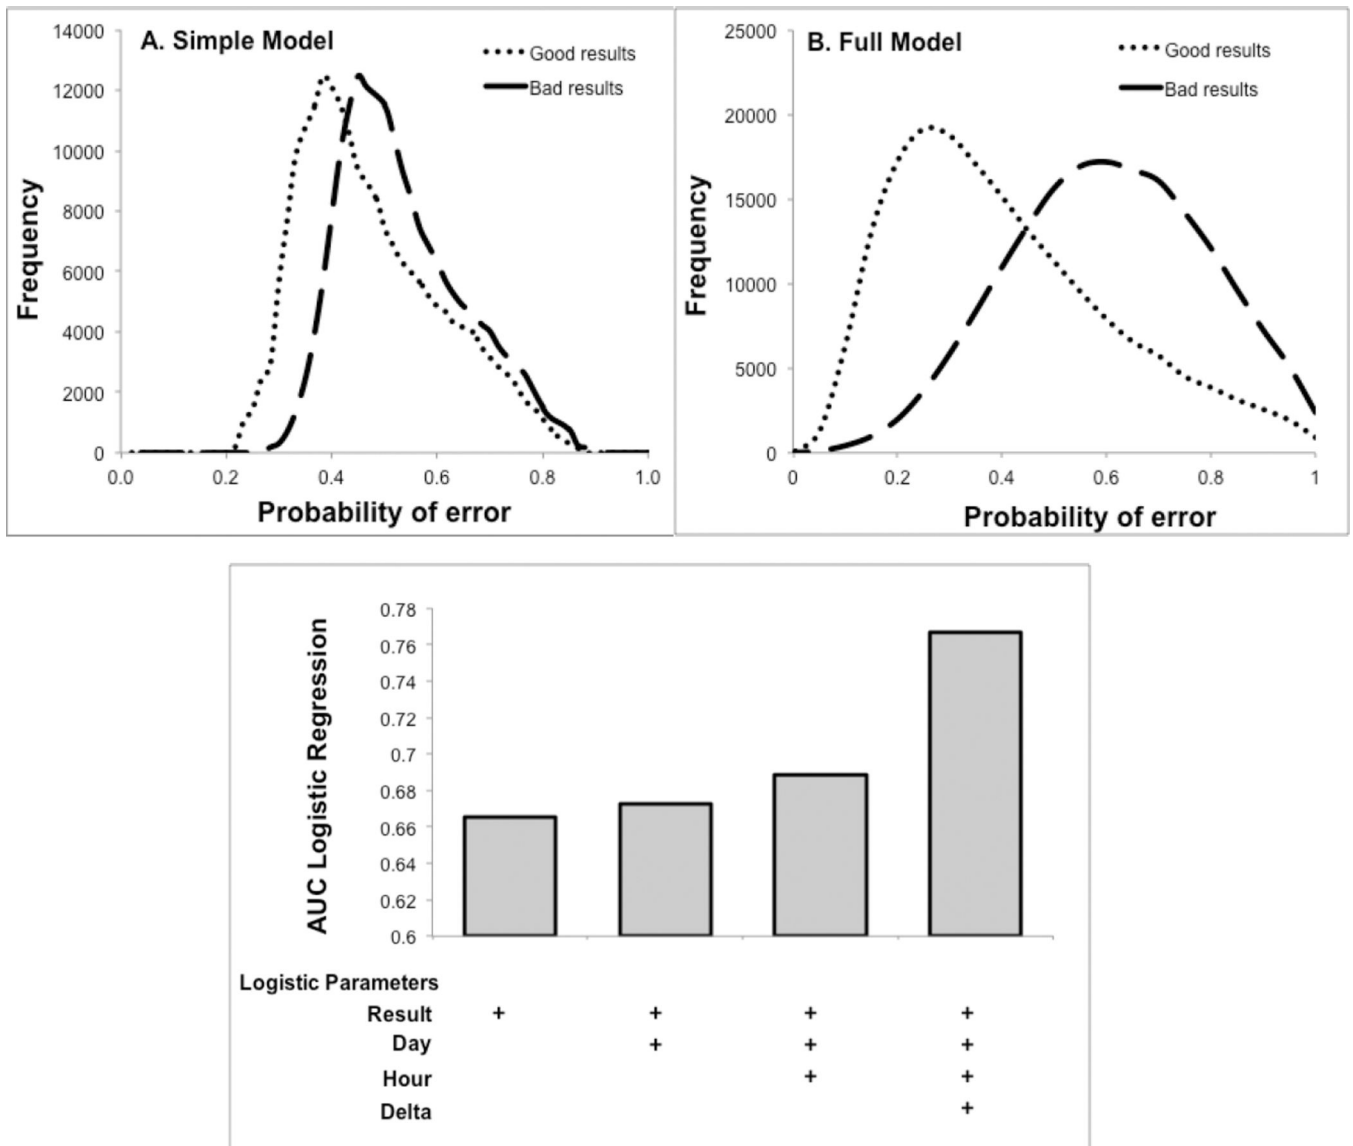 A. Simple Model
Good results
Bad results
14000
12000
10000
8000
6000
4000
2000
0
Frequency
0.0 0.2 0.4 0.6 0.8 1.0
Probability of error
B. Full Model
Good results
Bad results
25000
20000
15000
10000
5000
0
Frequency
0 0.2 0.4 0.6 0.8 1
Probability of error
AUC Logistic Regression
0.78
0.76
0.74
0.72
0.7
0.68
0.66
0.64
0.62
0.6
Logistic Parameters
Result + + + +
Day + + +
Hour + +
Delta +